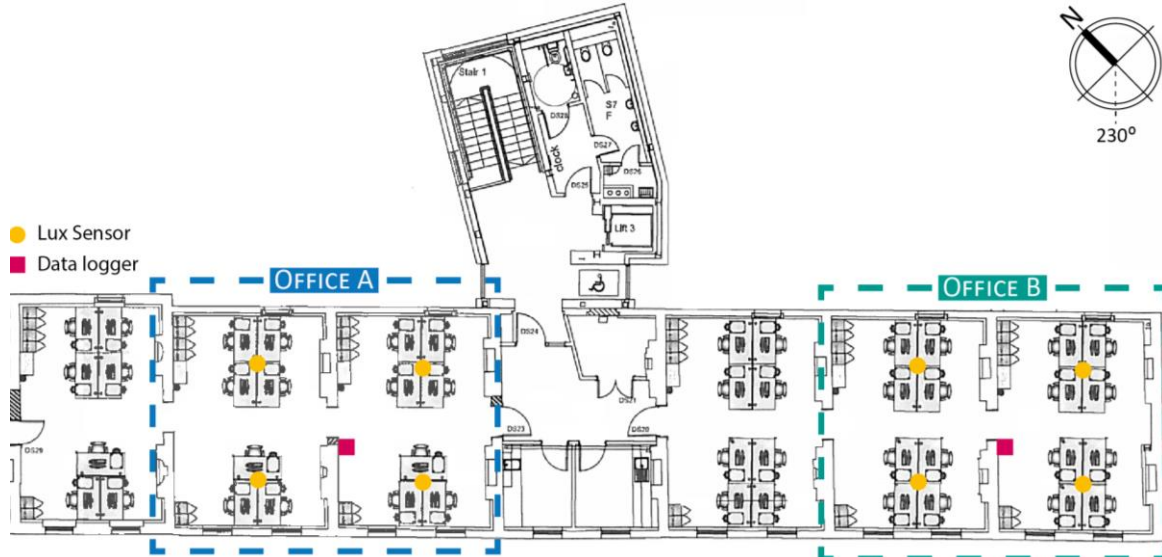 N
230º
Stair 1
DS28
S7
F
clock
DS27
DS26
DS25
Lift 3
Lux Sensor
Data logger
OFFICE A
OFFICE B
DS24
DS21
DS29
DS23
DS20